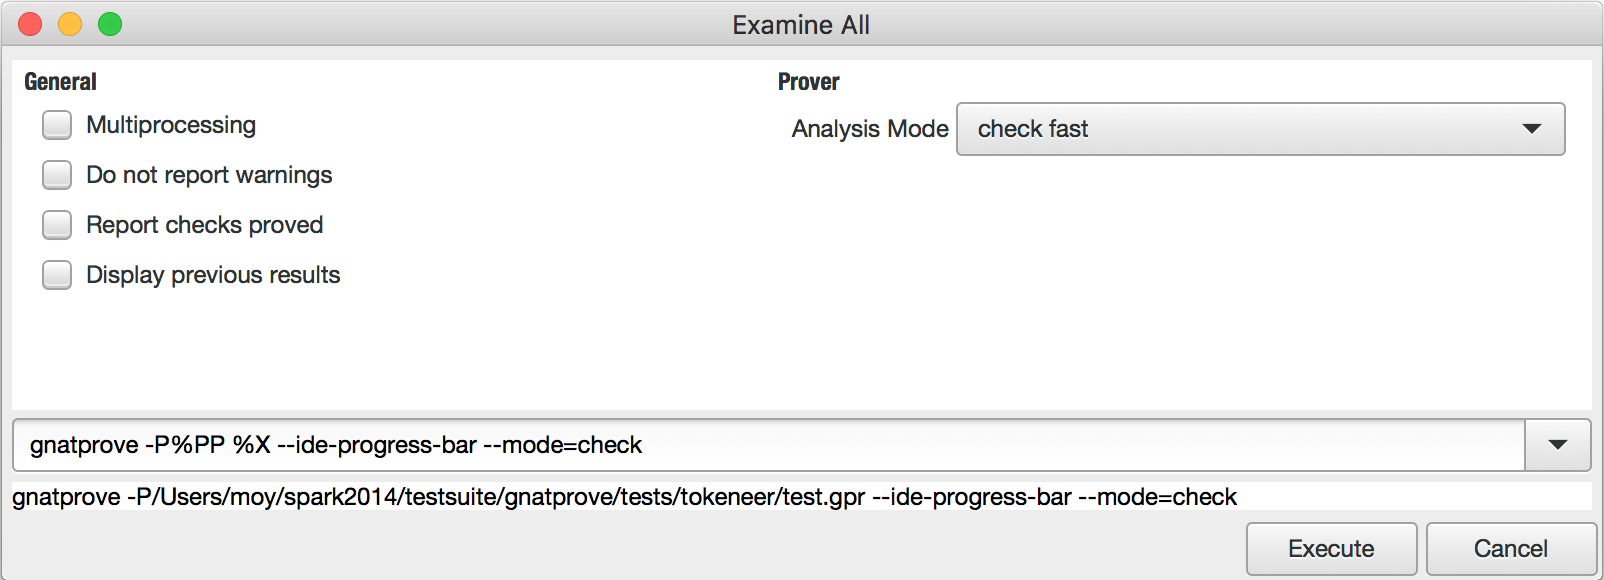 Examine All
General
Multiprocessing
Do not report warnings
Report checks proved
Display previous results
Prover
Analysis Mode check fast
gnatprove -P%PP %X --ide-progress-bar --mode=check
gnatprove -P/Users/moy/spark2014/testsuite/gnatprove/tests/tokeneer/test.gpr --ide-progress-bar --mode=check
Execute Cancel